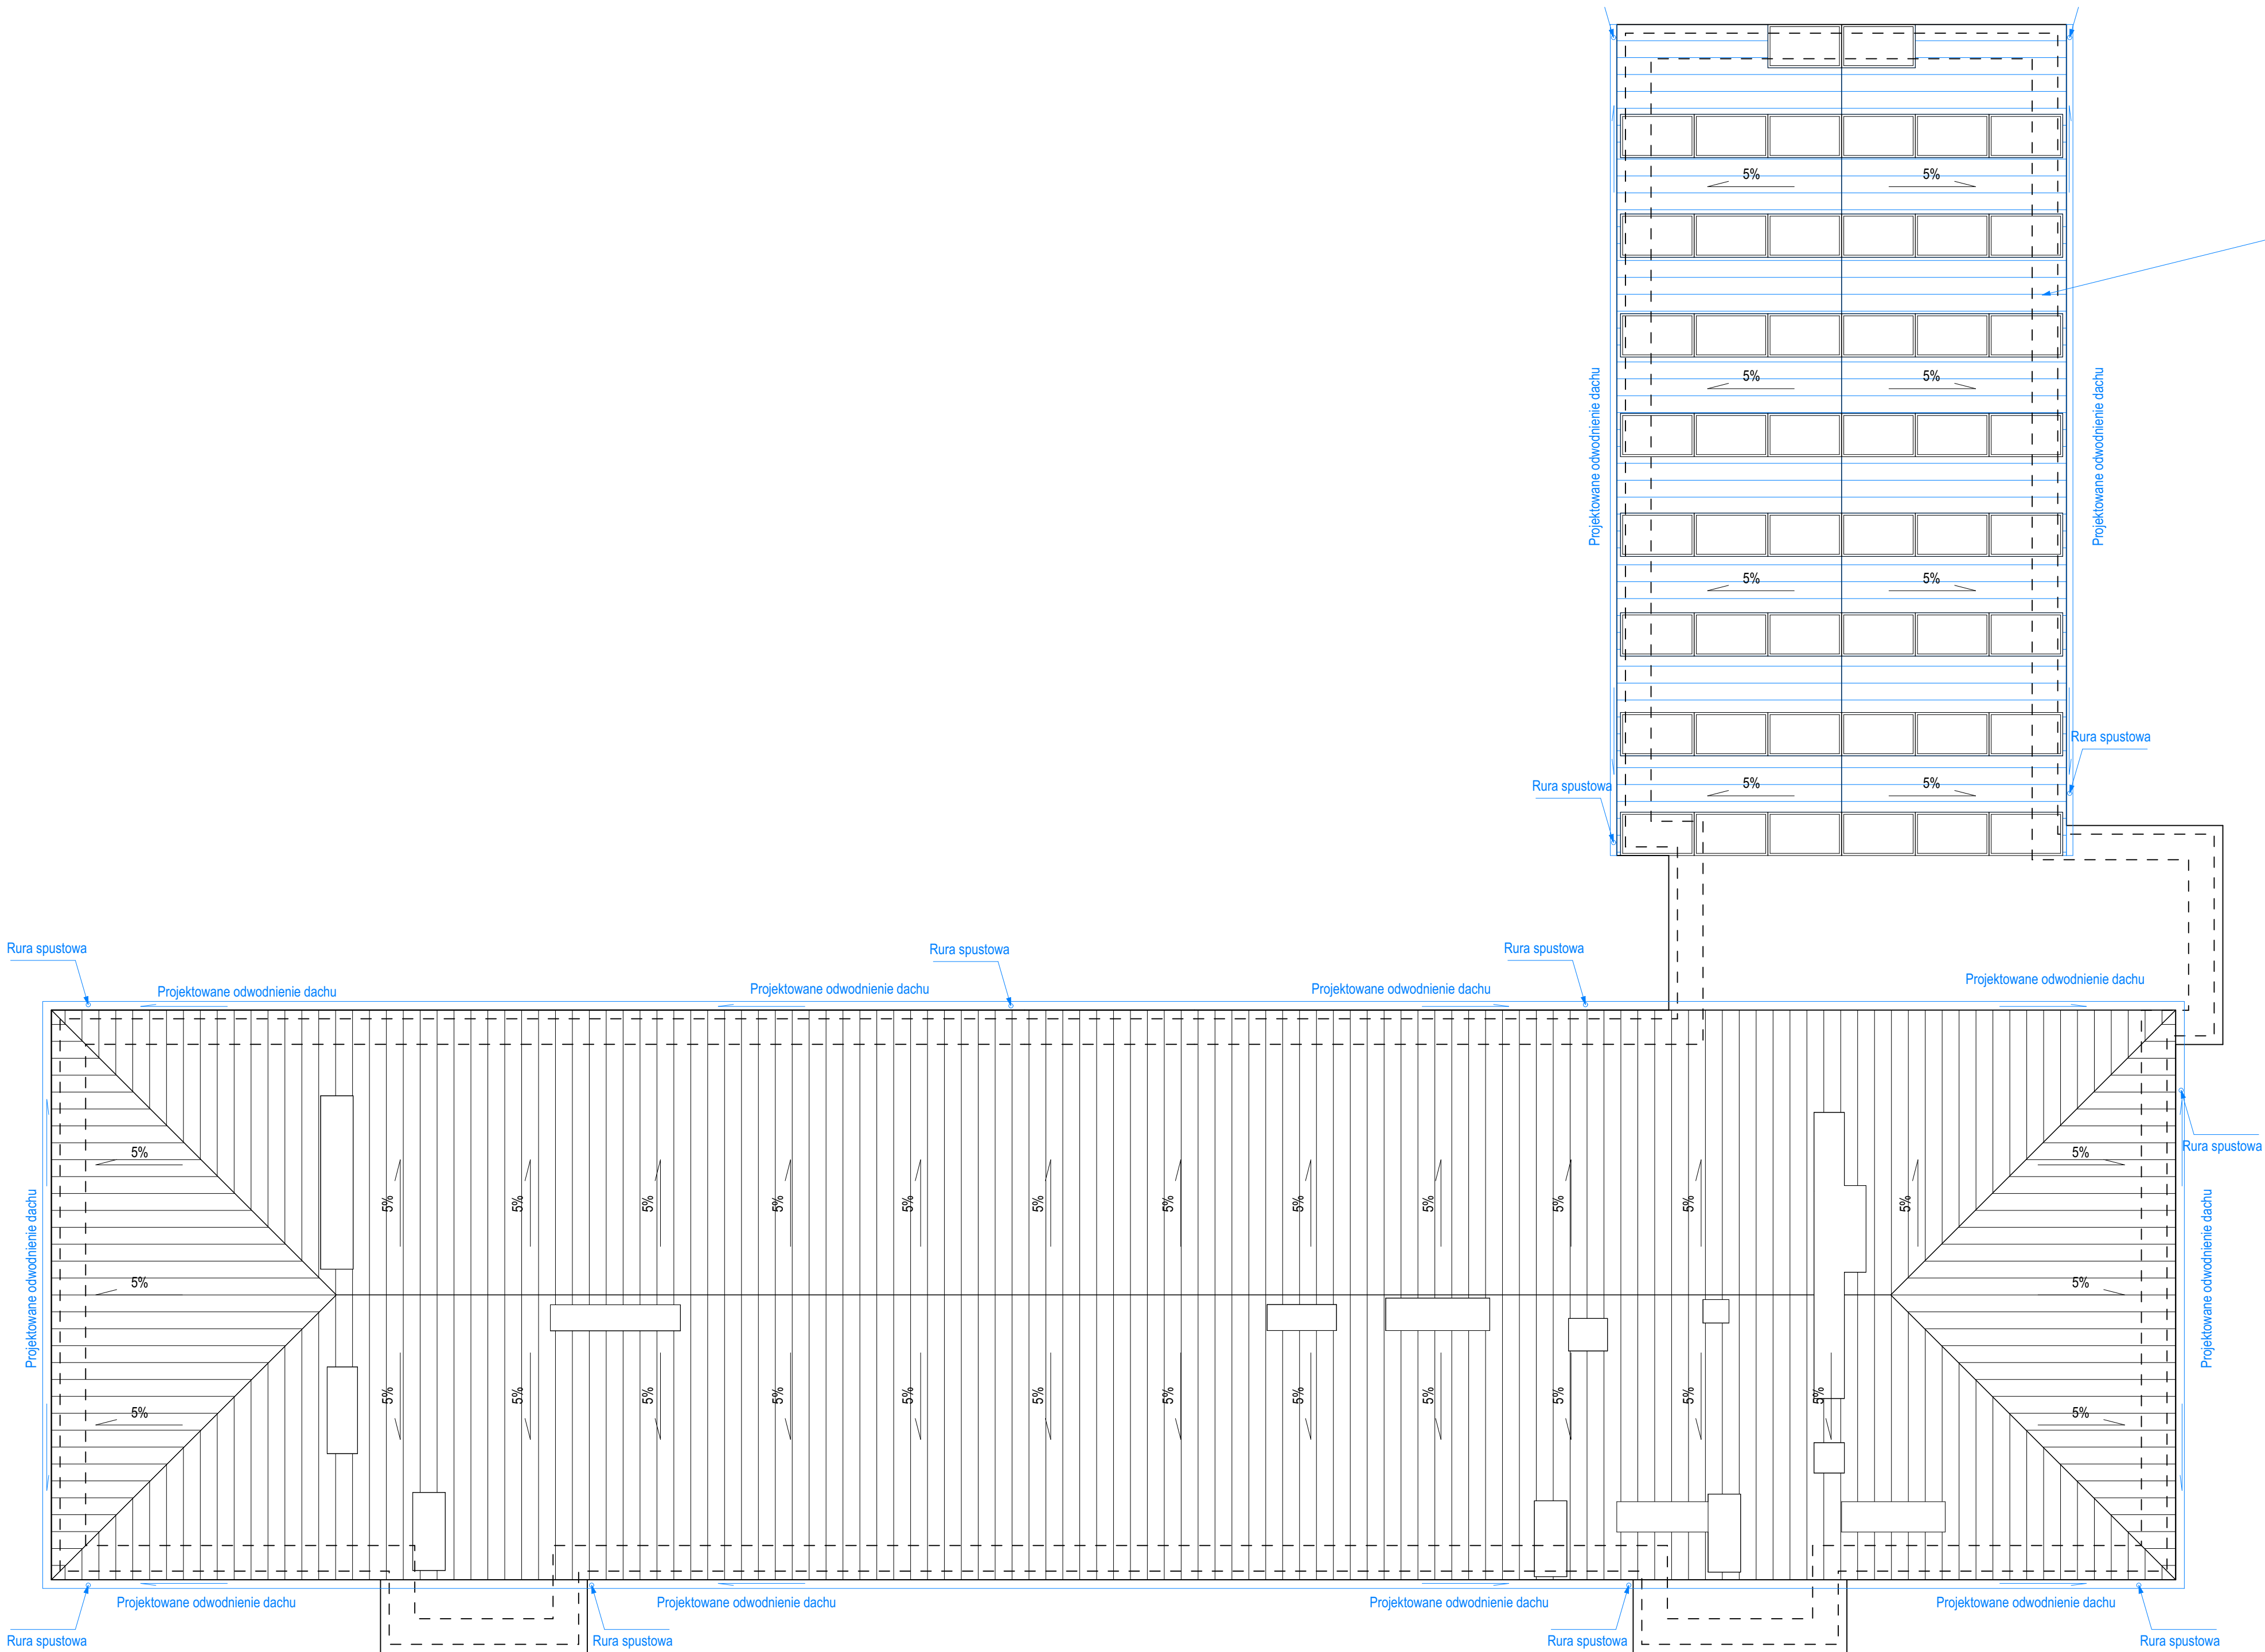 5% 5%
5% 5%
Projektowane odwodnienie dachu
Projektowane odwodnienie dachu
5% 5%
Rura spustowa
Rura spustowa
5% 5%
Rura spustowa
Rura spustowa
Rura spustowa
Projektowane odwodnienie dachu
Projektowane odwodnienie dachu
Projektowane odwodnienie dachu
Projektowane odwodnienie dachu
5% 5%
Rura spustowa
5% 5% 5% 5% 5% 5% 5% 5% 5% 5% 5% 5%
Projektowane odwodnienie dachu
5% 5%
Projektowane odwodnienie dachu
5% 5% 5% 5% 5% 5% 5% 5% 5% 5% 5% 5%
5% 5%
Projektowane odwodnienie dachu
Projektowane odwodnienie dachu
Projektowane odwodnienie dachu
Projektowane odwodnienie dachu
Rura spustowa
Rura spustowa
Rura spustowa
Rura spustowa